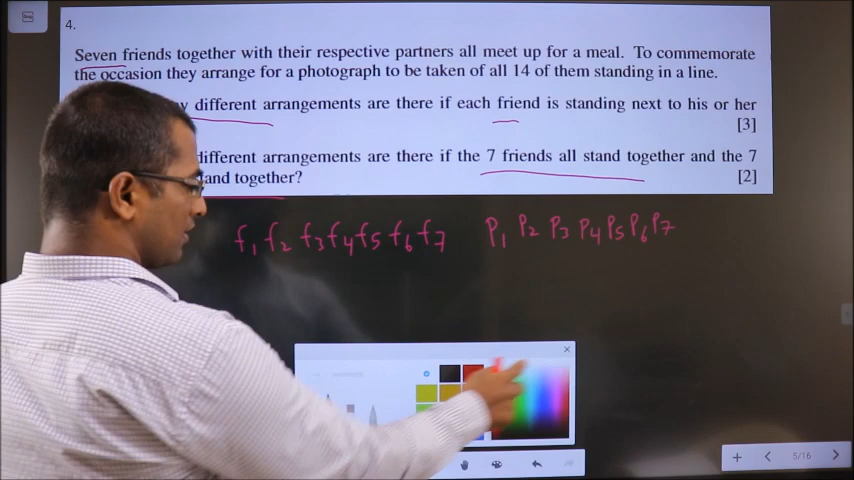 4.
Seven friends together with their respective partners all meet up for a meal. To commemorate
the occasion they arrange for a photograph to be taken of all 14 of them standing in a line.
different arrangements are there if each friend is standing next to his or her
[3]
different arrangements are there if the 7 friends all stand together and the 7
together? [2]
f1 f2 f3 f4 f5 f6 f7 P1 P2 P3 P4 P5 P6 P7
5/16